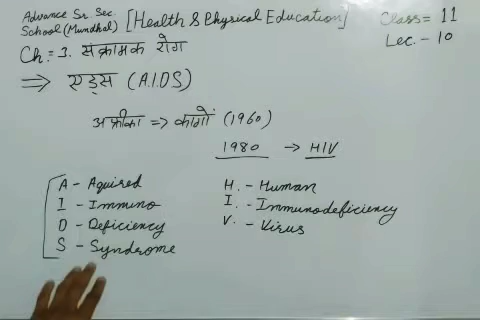 Advance Sr. Sec. School (Mundhal) [Health & Physical Education] Class = 11
Lec. - 10
Ch:= 3. संक्रामक रोग
⇒ एड्स (A.I.D.S)
अफ्रीका ⇒ कांगो (1960)
1980 → HIV
A - Aquired
I - Immuno
D - Deficiency
S - Syndrome
H. - Human
I. - Immunodeficiency
V. - Virus